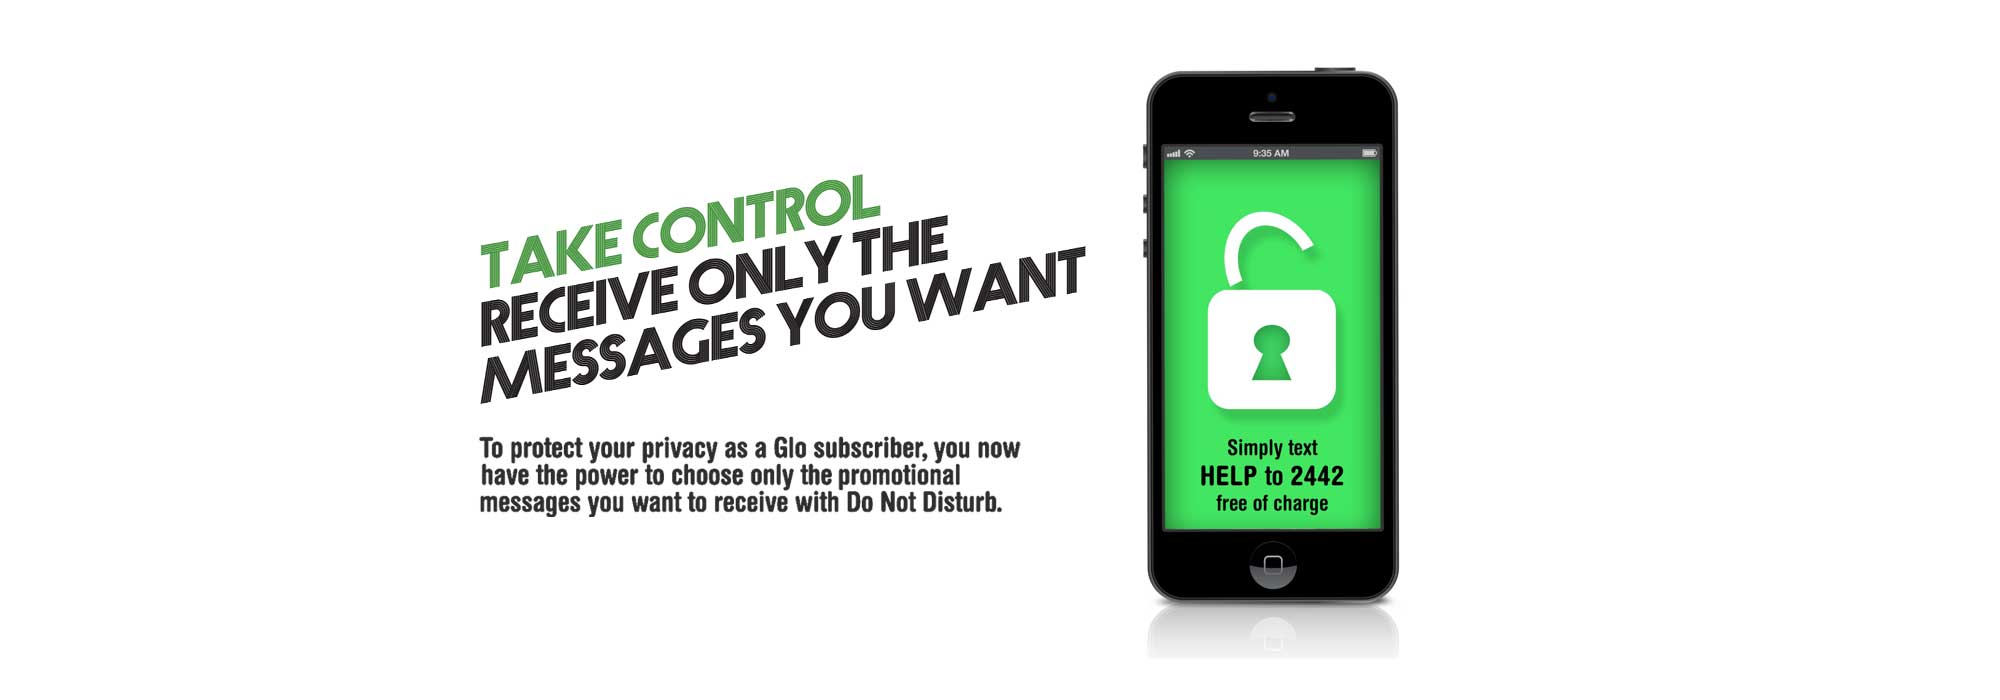 TAKE CONTROL
RECEIVE ONLY THE
MESSAGES YOU WANT
To protect your privacy as a Glo subscriber, you now
have the power to choose only the promotional
messages you want to receive with Do Not Disturb.
9:35 AM
Simply text
HELP to 2442
free of charge